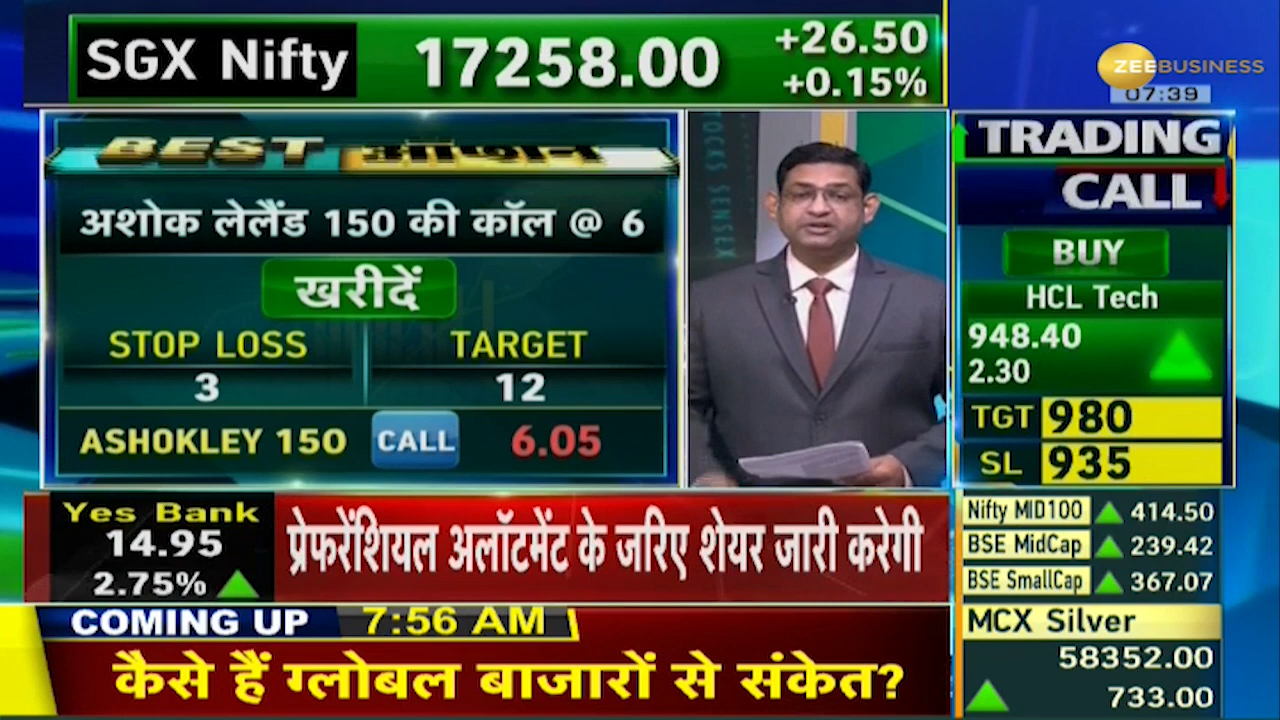 SGX Nifty
17258.00
+26.50
+0.15%
ZEEBUSINESS
07:39
BEST ऑप्शन
अशोक लेलैंड 150 की कॉल @ 6
खरीदें
STOP LOSS
TARGET
3
12
ASHOKLEY 150 CALL 6.05
STOCKS SENSEX
TRADING
CALL
BUY
HCL Tech
948.40
2.30
TGT 980
SL 935
Yes Bank
14.95
2.75%
प्रेफरेंशियल अलॉटमेंट के जरिए शेयर जारी करेगी
Nifty MID100 414.50
BSE MidCap 239.42
BSE SmallCap 367.07
MCX Silver
58352.00
733.00
COMING UP 7:56 AM
कैसे हैं ग्लोबल बाजारों से संकेत?